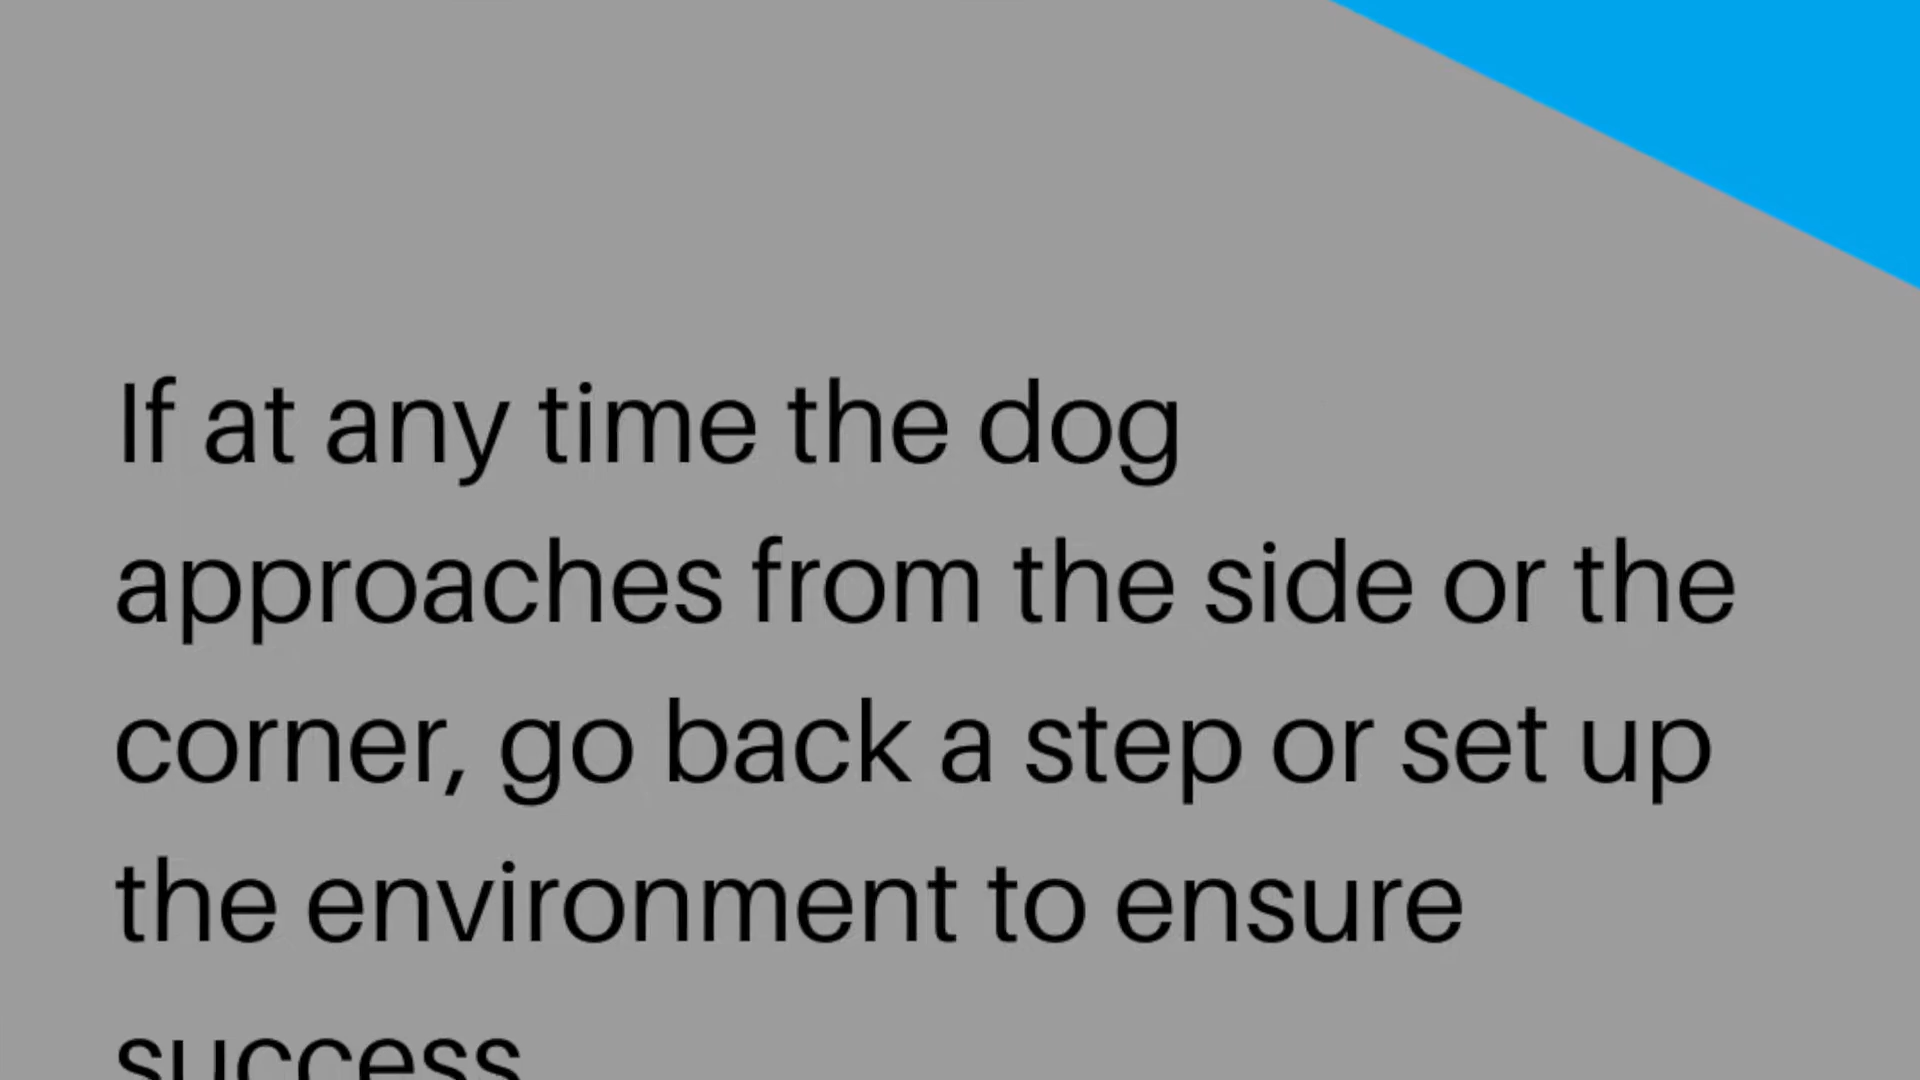 If at any time the dog
approaches from the side or the
corner, go back a step or set up
the environment to ensure
success